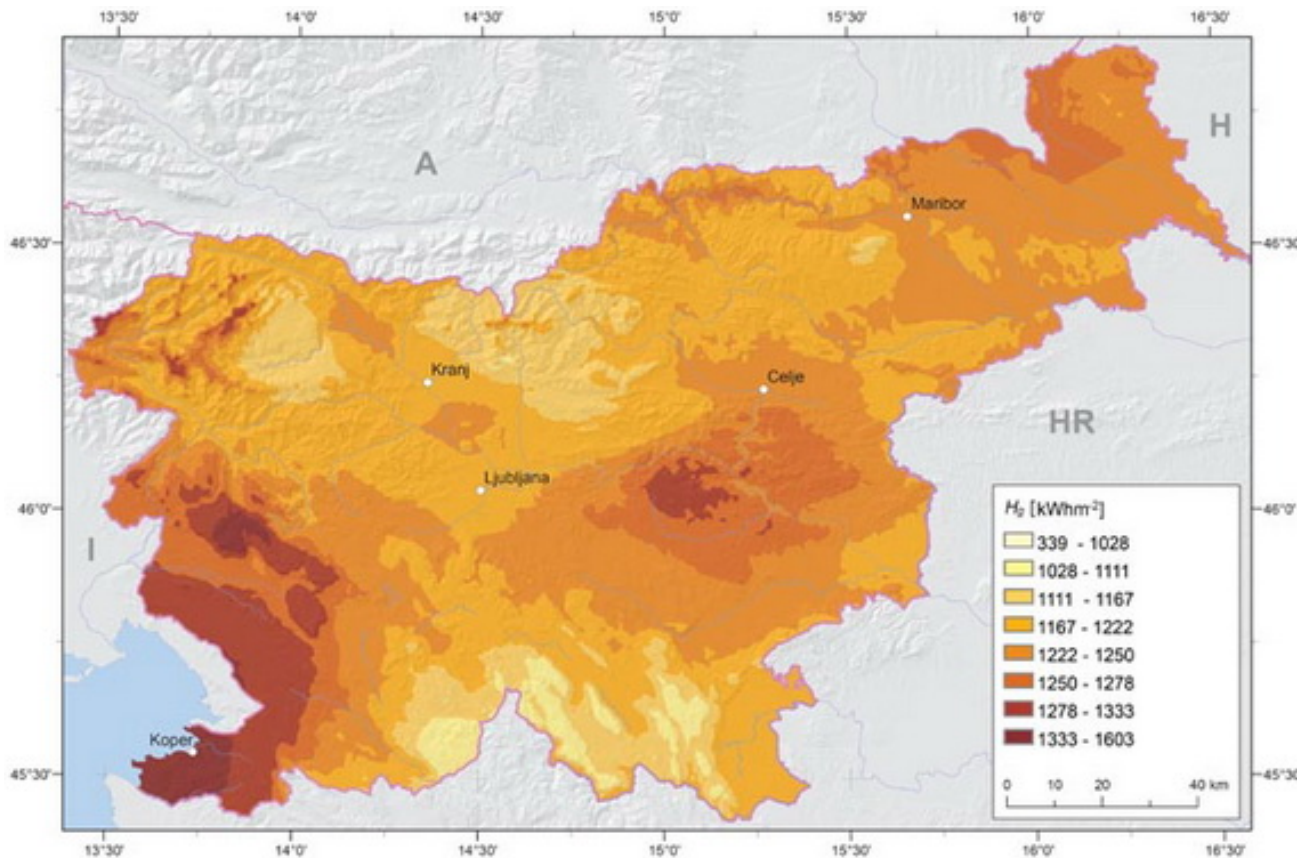 13°30' 14°0' 14°30' 15°0' 15°30' 16°0' 16°30'
H
A
Maribor
46°30' 46°30'
Kranj
Celje
HR
Ljubljana
46°0' 46°0'
I
Hg [kWhm-2]
339 - 1028
1028 - 1111
1111 - 1167
1167 - 1222
1222 - 1250
1250 - 1278
1278 - 1333
1333 - 1603
Koper
0 10 20 40 km
45°30' 45°30'
13°30' 14°0' 14°30' 15°0' 15°30' 16°0' 16°30'